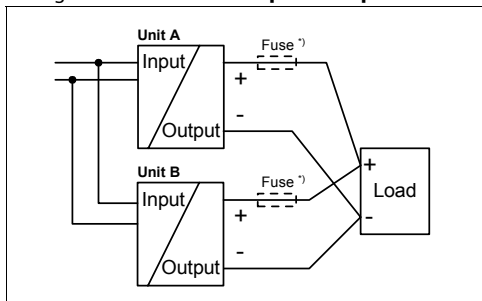 Unit A
Input
Output
+
-
Fuse *)
Unit B
Input
Output
+
-
Fuse *)
+
Load
-